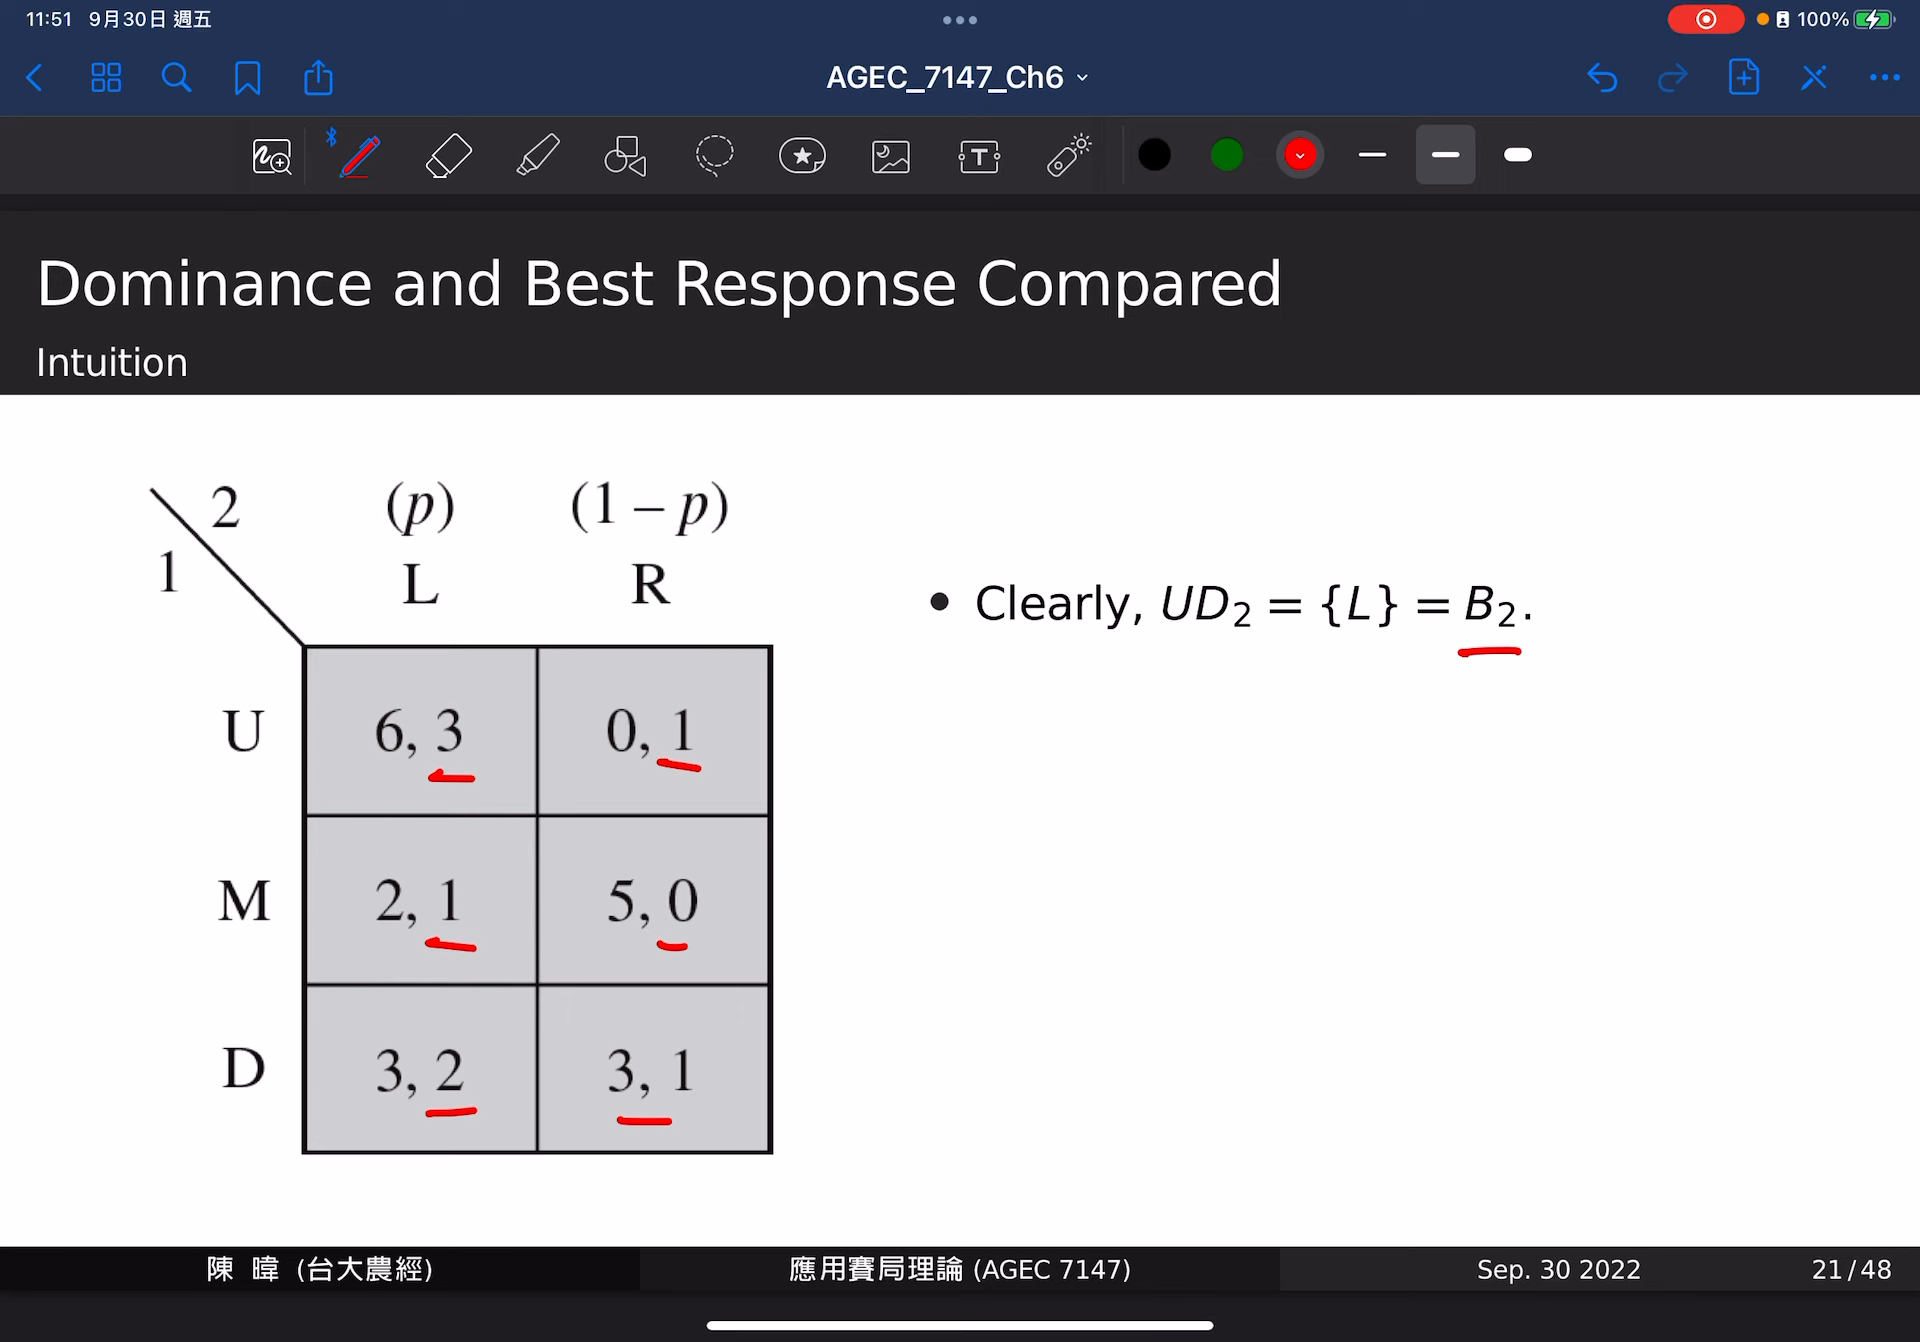 11:51 9月30日 週五
100%
AGEC_7147_Ch6
T
Dominance and Best Response Compared
Intuition
2 (p) (1 – p)
1 L R
U 6, 3 0, 1
M 2, 1 5, 0
D 3, 2 3, 1
• Clearly, UD₂ = {L} = B₂.
陳 暐 (台大農經) 應用賽局理論 (AGEC 7147) Sep. 30 2022 21/48